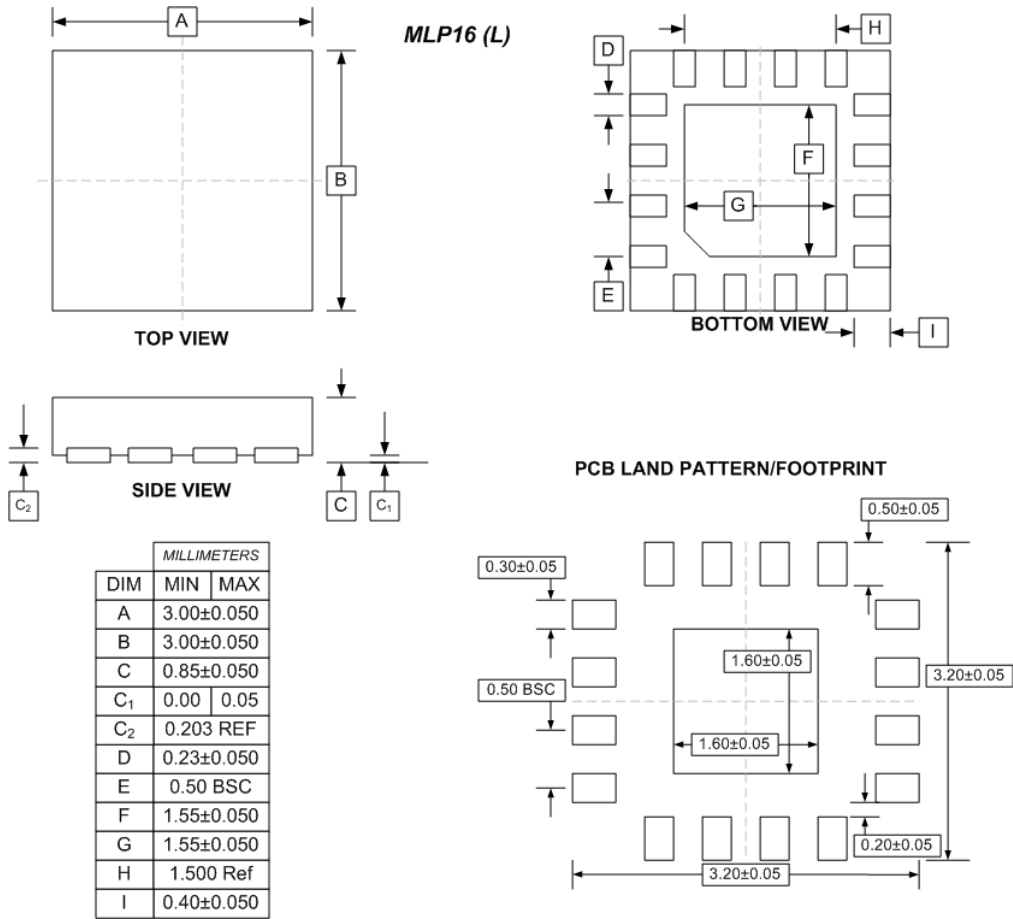 MLP16 (L)
A
B
TOP VIEW
H
D
F
G
E
BOTTOM VIEW
I
C2
SIDE VIEW
C
C1
MILLIMETERS
DIM MIN MAX
A 3.00±0.050
B 3.00±0.050
C 0.85±0.050
C1 0.00 0.05
C2 0.203 REF
D 0.23±0.050
E 0.50 BSC
F 1.55±0.050
G 1.55±0.050
H 1.500 Ref
I 0.40±0.050
PCB LAND PATTERN/FOOTPRINT
0.50±0.05
0.30±0.05
1.60±0.05
3.20±0.05
0.50 BSC
1.60±0.05
0.20±0.05
3.20±0.05